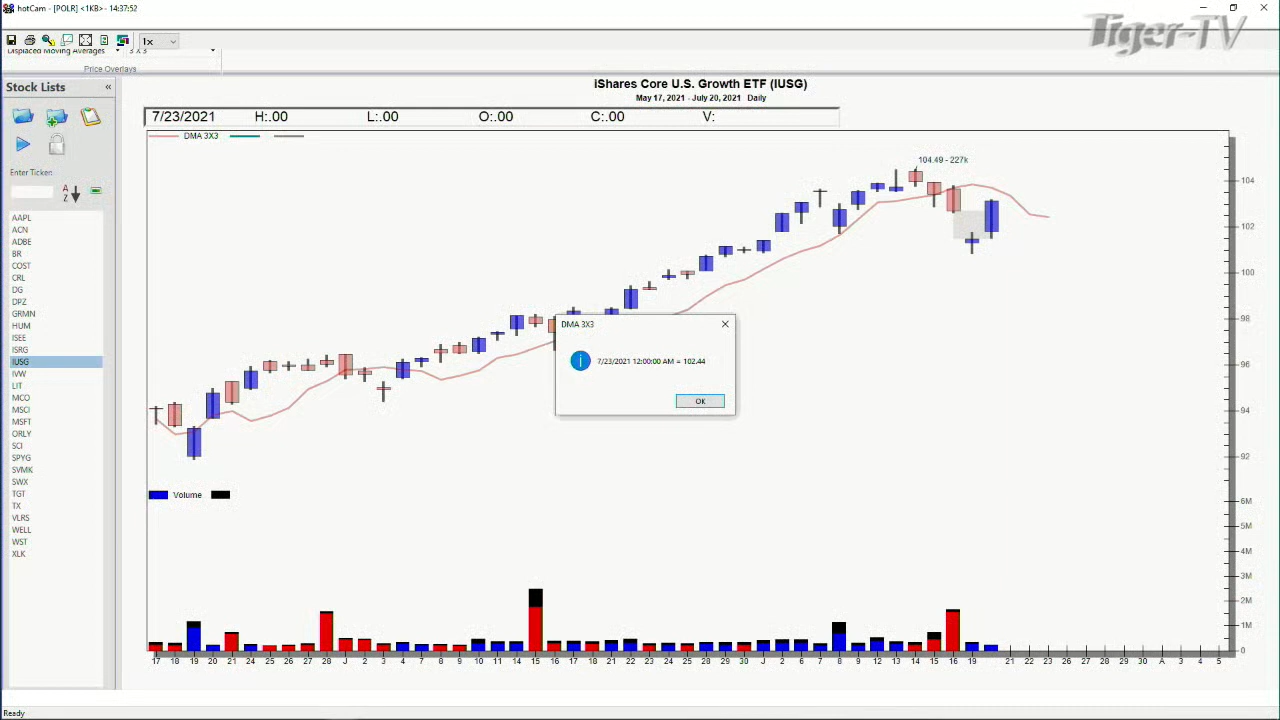 hotCam - [POLR] <1KB> - 14:37:52
Tiger-TV
1x
Displaced Moving Averages
3 X 3
Price Overlays
Stock Lists «
iShares Core U.S. Growth ETF (IUSG)
May 17, 2021 - July 20, 2021 Daily
7/23/2021 H:.00 L:.00 O:.00 C:.00 V:
DMA 3X3
Enter Ticker:
A
Z
AAPL
ACN
ADBE
BR
COST
CRL
DG
DPZ
GRMN
HUM
ISEE
ISRG
IUSG
IVW
LIT
MCO
MSCI
MSFT
ORLY
SCI
SPYG
SVMK
SWX
TGT
TX
VLRS
WELL
WST
XLK
104.49 - 227k
104
102
100
98
96
94
92
DMA 3X3
7/23/2021 12:00:00 AM = 102.44
OK
Volume
6M
5M
4M
3M
2M
1M
0
17 18 19 20 21 24 25 26 27 28 J 2 3 4 7 8 9 10 11 14 15 16 17 18 21 22 23 24 25 28 29 30 J 2 6 7 8 9 12 13 14 15 16 19 21 22 23 26 27 28 29 30 A 3 4 5
Ready